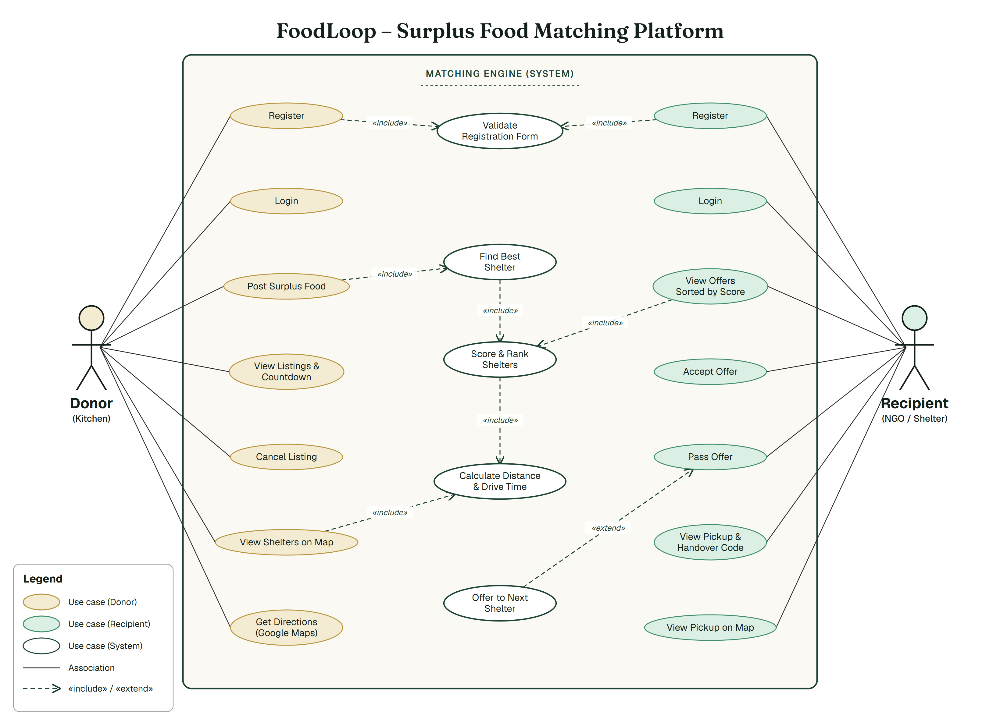 FoodLoop – Surplus Food Matching Platform
MATCHING ENGINE (SYSTEM)
Register
«include»
Validate
Registration Form
«include»
Register
Login
Login
Find Best
Shelter
Post Surplus Food
«include»
View Offers
Sorted by Score
«include»
«include»
Score & Rank
Shelters
View Listings &
Countdown
Accept Offer
Donor
(Kitchen)
Recipient
(NGO / Shelter)
«include»
Cancel Listing
Pass Offer
Calculate Distance
& Drive Time
«include»
«extend»
View Shelters on Map
View Pickup &
Handover Code
Offer to Next
Shelter
Get Directions
(Google Maps)
View Pickup on Map
Legend
Use case (Donor)
Use case (Recipient)
Use case (System)
Association
«include» / «extend»